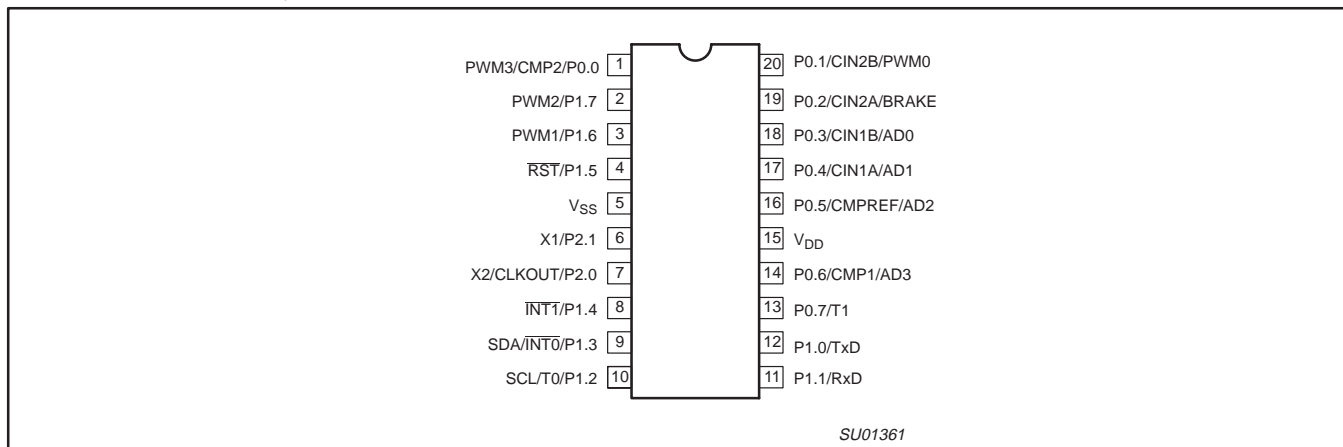 PWM3/CMP2/P0.0 1 20 P0.1/CIN2B/PWM0
PWM2/P1.7 2 19 P0.2/CIN2A/BRAKE
PWM1/P1.6 3 18 P0.3/CIN1B/AD0
R̅S̅T̅/P1.5 4 17 P0.4/CIN1A/AD1
VSS 5 16 P0.5/CMPREF/AD2
X1/P2.1 6 15 VDD
X2/CLKOUT/P2.0 7 14 P0.6/CMP1/AD3
I̅N̅T̅1̅/P1.4 8 13 P0.7/T1
SDA/I̅N̅T̅0̅/P1.3 9 12 P1.0/TxD
SCL/T0/P1.2 10 11 P1.1/RxD
SU01361